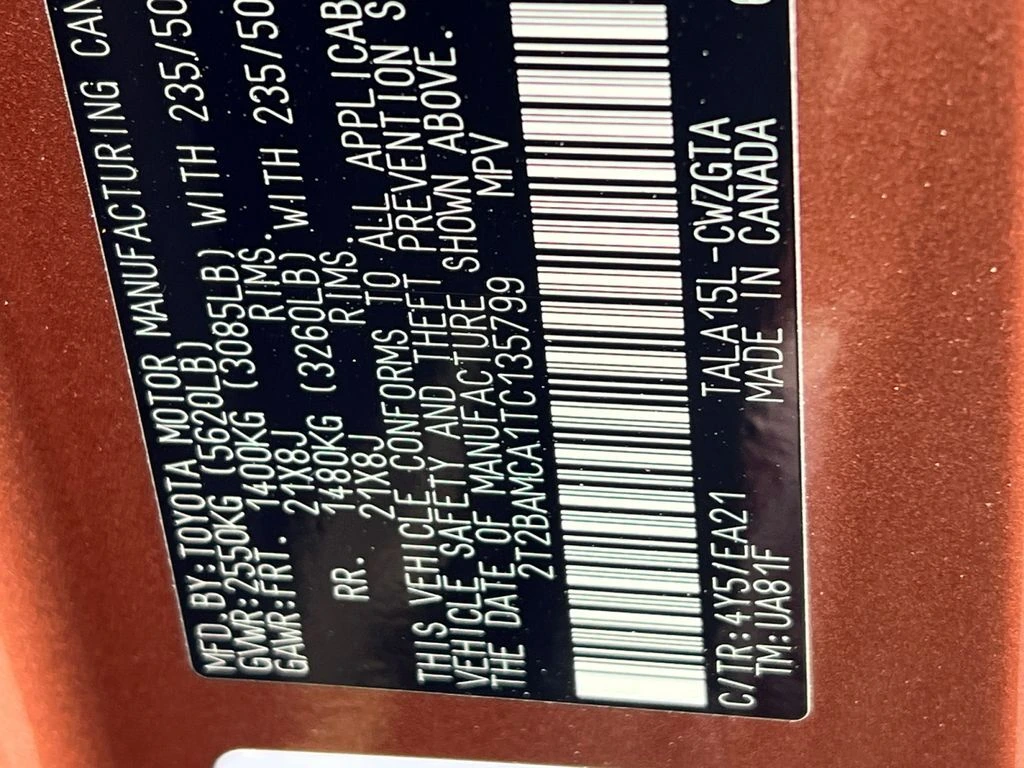 MFD.BY:TOYOTA MOTOR MANUFACTURING CAN
GVWR:2550KG (5620LB)
GAWR:FRT. 1400KG (3085LB) WITH 235/50
21X8J RIMS.
RR. 1480KG (3260LB) WITH 235/50
21X8J RIMS.
THIS VEHICLE CONFORMS TO ALL APPLICAB
VEHICLE SAFETY AND THEFT PREVENTION S
THE DATE OF MANUFACTURE SHOWN ABOVE.
2T2BAMCA1TC135799 MPV
C/TR:4Y5/EA21 TALA15L-CWZGTA
TM:UA81F MADE IN CANADA